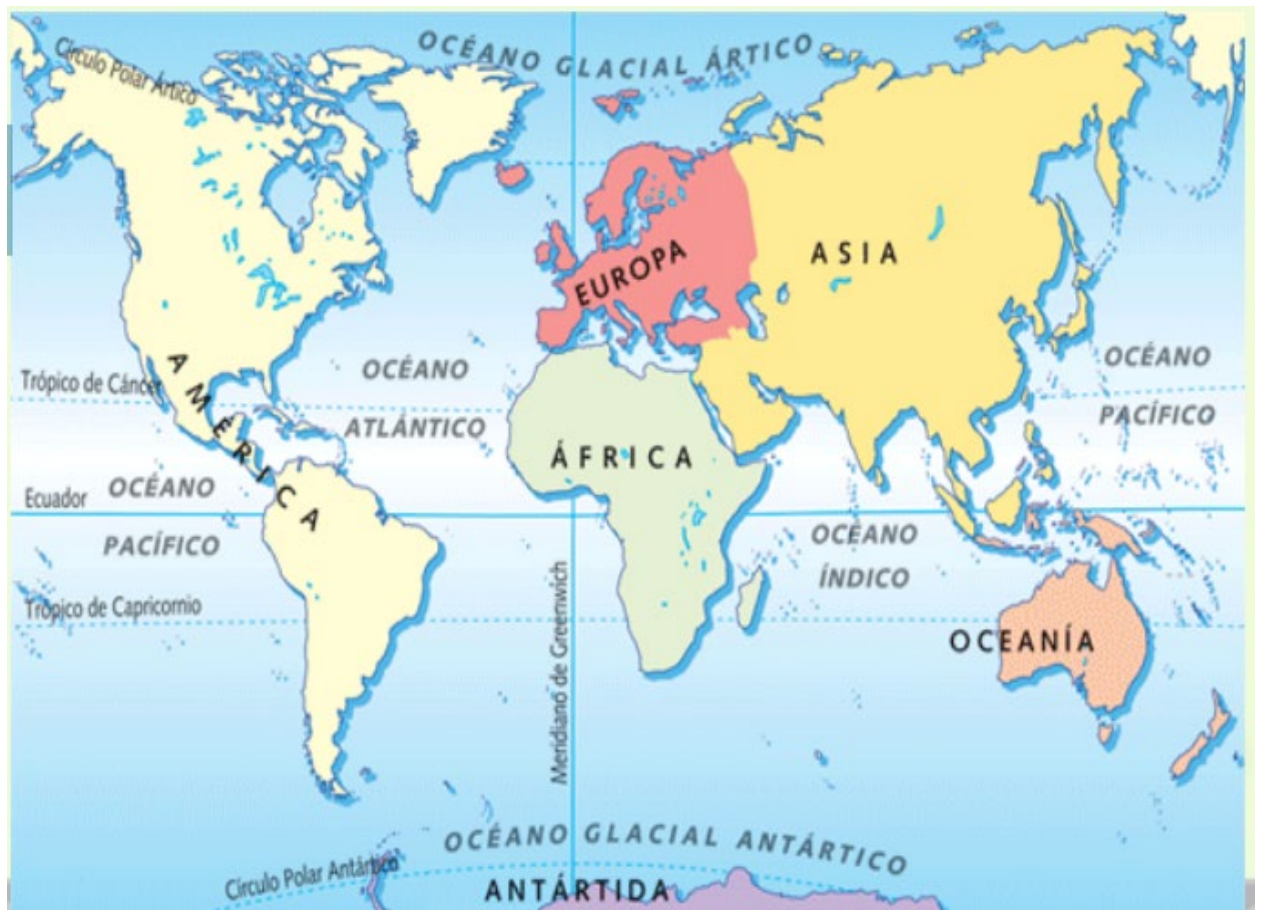 OCÉANO GLACIAL ÁRTICO
Círculo Polar Ártico
EUROPA
ASIA
AMÉRICA
OCÉANO
ATLÁNTICO
OCÉANO
PACÍFICO
Trópico de Cáncer
ÁFRICA
Ecuador
OCÉANO
PACÍFICO
OCÉANO
ÍNDICO
Trópico de Capricornio
Meridiano de Greenwich
OCEANÍA
OCÉANO GLACIAL ANTÁRTICO
Círculo Polar Antártico
ANTÁRTIDA